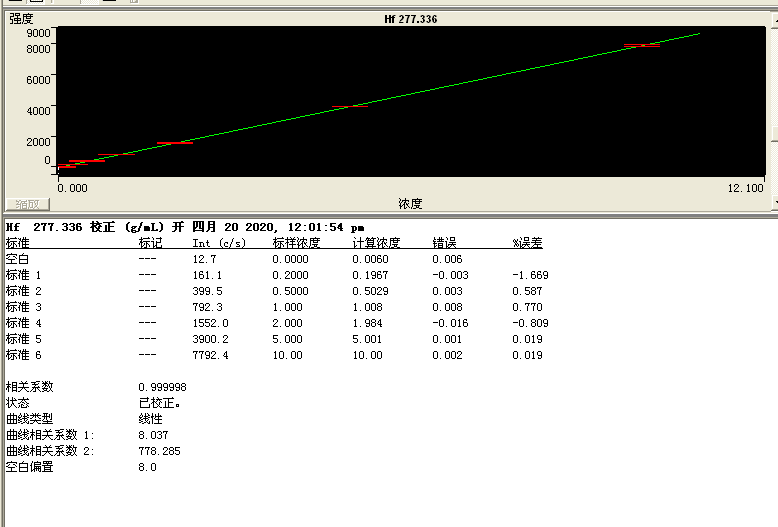 强度
Hf 277.336
9000
8000
6000
4000
2000
0
0.000
12.100
缩放
浓度
Hf 277.336 校正 (g/mL) 开 四月 20 2020, 12:01:54 pm
标准 标记 Int (c/s) 标样浓度 计算浓度 错误 %误差
空白 --- 12.7 0.0000 0.0060 0.006
标准 1 --- 161.1 0.2000 0.1967 -0.003 -1.669
标准 2 --- 399.5 0.5000 0.5029 0.003 0.587
标准 3 --- 792.3 1.000 1.008 0.008 0.770
标准 4 --- 1552.0 2.000 1.984 -0.016 -0.809
标准 5 --- 3900.2 5.000 5.001 0.001 0.019
标准 6 --- 7792.4 10.00 10.00 0.002 0.019
相关系数 0.999998
状态 已校正。
曲线类型 线性
曲线相关系数 1: 8.037
曲线相关系数 2: 778.285
空白偏置 8.0